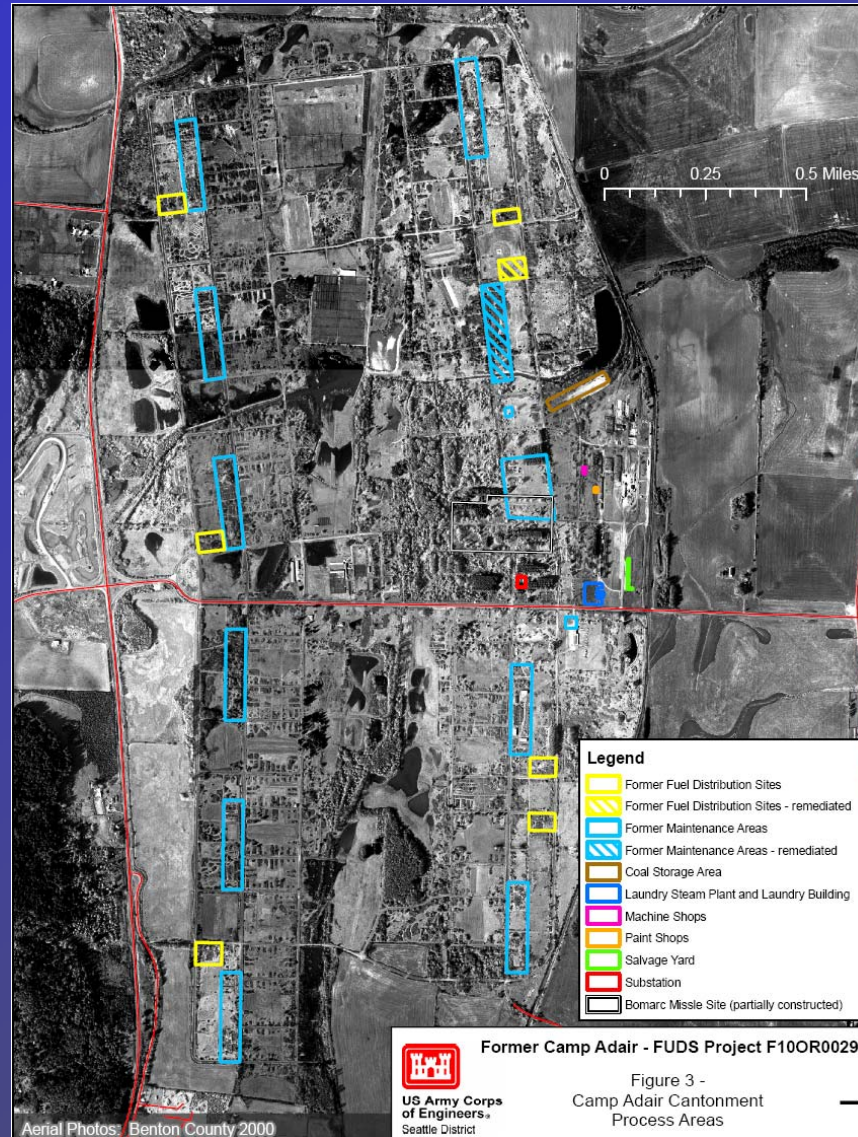 0 0.25 0.5 Miles
Legend
Former Fuel Distribution Sites
Former Fuel Distribution Sites - remediated
Former Maintenance Areas
Former Maintenance Areas - remediated
Coal Storage Area
Laundry Steam Plant and Laundry Building
Machine Shops
Paint Shops
Salvage Yard
Substation
Bomarc Missle Site (partially constructed)
Former Camp Adair - FUDS Project F10OR0029
Figure 3 -
Camp Adair Cantonment
Process Areas
US Army Corps
of Engineers®
Seattle District
Aerial Photos: Benton County 2000